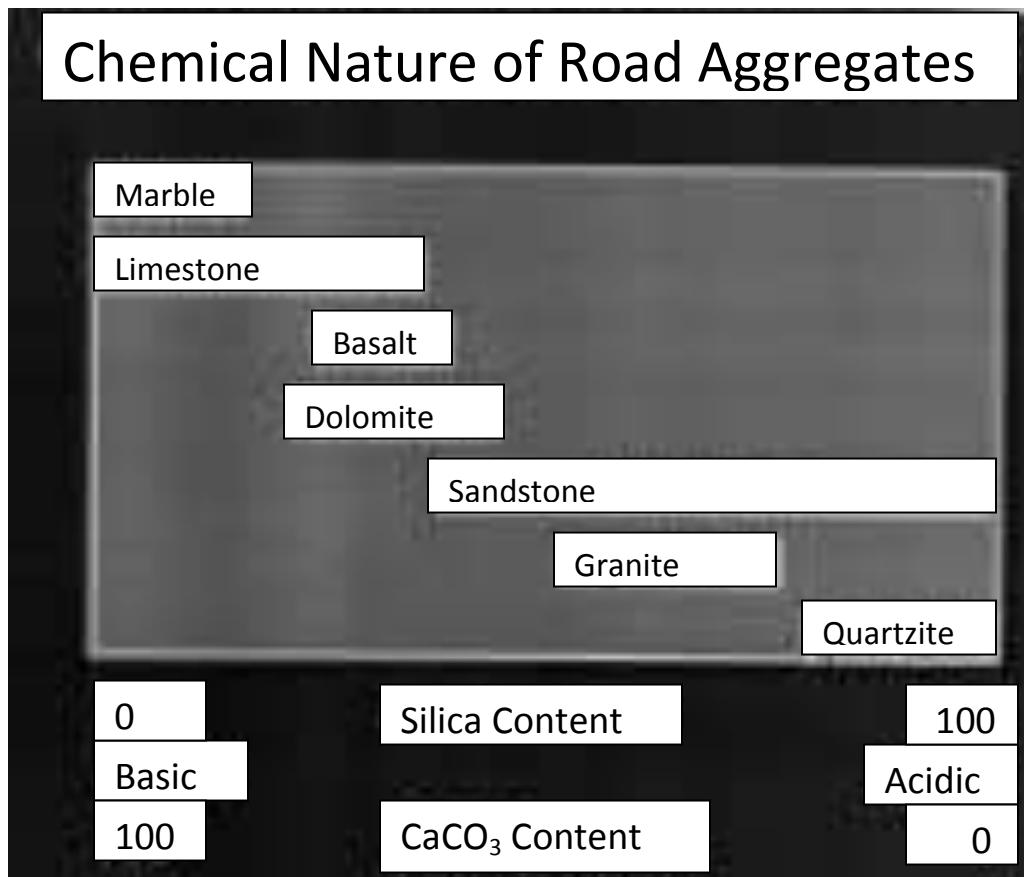 Chemical Nature of Road Aggregates
Marble
Limestone
Basalt
Dolomite
Sandstone
Granite
Quartzite
0 Silica Content 100
Basic Acidic
100 CaCO₃ Content 0